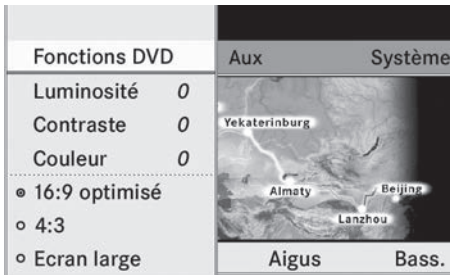 Fonctions DVD
Aux Système
Luminosité 0
Contraste 0
Couleur 0
16:9 optimisé
4:3
Ecran large
Yekaterinburg
Almaty
Beijing
Lanzhou
Aigus Bass.